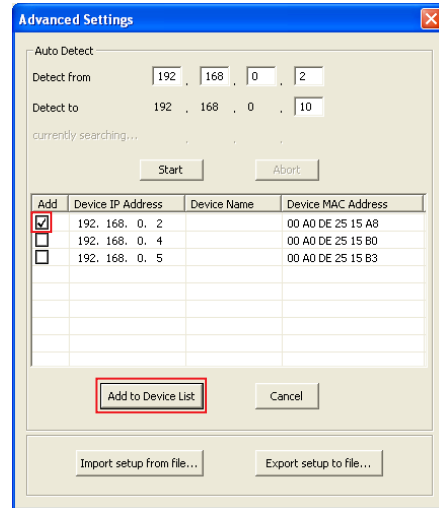 Advanced Settings
Auto Detect
Detect from 192 . 168 . 0 . 2
Detect to 192 . 168 . 0 . 10
currently searching... . . .
Start Abort
Add Device IP Address Device Name Device MAC Address
192. 168. 0. 2 00 A0 DE 25 15 A8
192. 168. 0. 4 00 A0 DE 25 15 B0
192. 168. 0. 5 00 A0 DE 25 15 B3
Add to Device List Cancel
Import setup from file... Export setup to file...